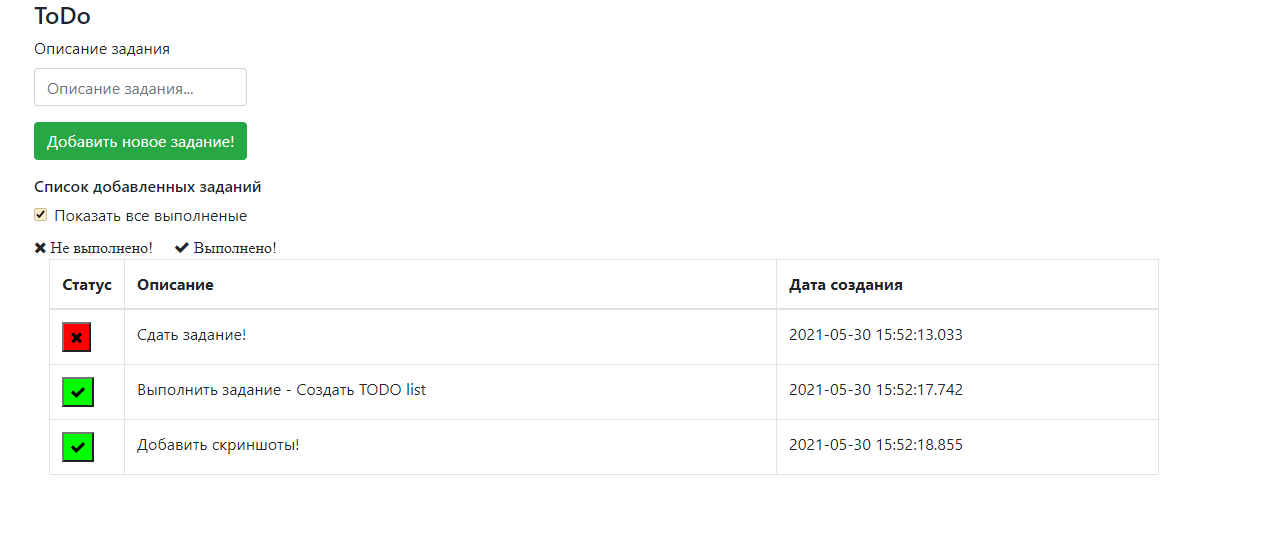 ToDo
Описание задания
Описание задания...
Добавить новое задание!
Список добавленных заданий
Показать все выполненые
Не выполнено! Выполнено!
Статус Описание Дата создания
Сдать задание! 2021-05-30 15:52:13.033
Выполнить задание - Создать TODO list 2021-05-30 15:52:17.742
Добавить скриншоты! 2021-05-30 15:52:18.855